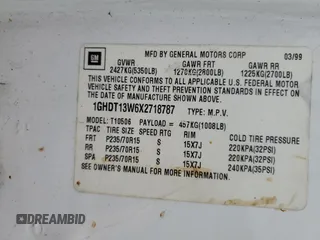 GM
MFD BY GENERAL MOTORS CORP 03/99
GVWR GAWR FRT GAWR RR
2427KG(5350LB) 1270KG(2800LB) 1225KG(2700LB)
THIS VEHICLE CONFORMS TO ALL APPLICABLE U.S. FEDERAL MOTOR
VEHICLE SAFETY AND THEFT PREVENTION STANDARDS IN EFFECT ON THE
DATE OF MANUFACTURE SHOWN ABOVE.
1GHDT13W6X2718787 TYPE: M.P.V.
MODEL: T10506 PAYLOAD = 457KG(1008LB)
TPAC TIRE SIZE SPEED RTG RIM COLD TIRE PRESSURE
FRT P235/70R15 S 15X7J 220KPA(32PSI)
RR P235/70R15 S 15X7J 220KPA(32PSI)
SPA P235/70R15 S 15X7J 240KPA(35PSI)
SEE OWNER'S MANUAL FOR MORE INFORMATION.
DREAMBID